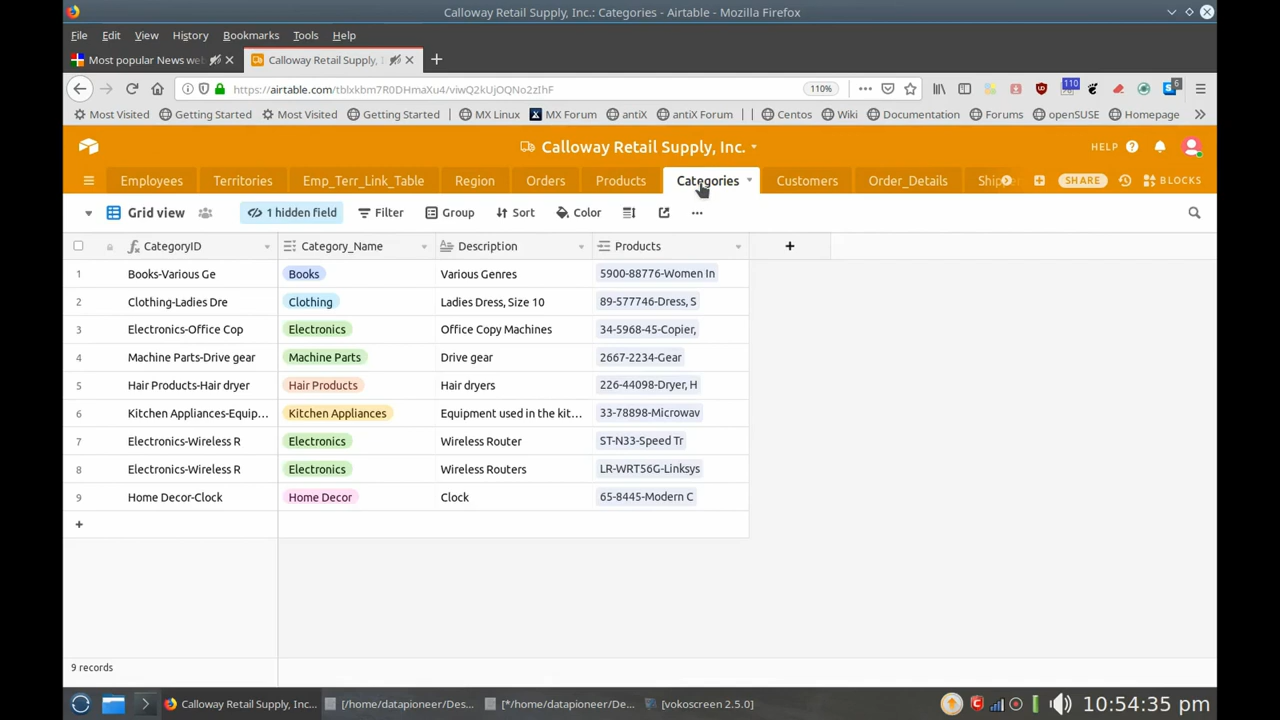 Calloway Retail Supply, Inc.: Categories - Airtable - Mozilla Firefox
File Edit View History Bookmarks Tools Help
Most popular News web
Calloway Retail Supply, I
https://airtable.com/tblxkbm7R0DHmaXu4/viwQ2kUjOQNo2zIhF
110%
110
6
Most Visited Getting Started Most Visited Getting Started MX Linux MX Forum antiX antiX Forum Centos Wiki Documentation Forums openSUSE Homepage
Calloway Retail Supply, Inc.
HELP
Employees Territories Emp_Terr_Link_Table Region Orders Products Categories Customers Order_Details Shippe SHARE BLOCKS
Grid view 1 hidden field Filter Group Sort Color
CategoryID Category_Name Description Products
1 Books-Various Ge Books Various Genres 5900-88776-Women In
2 Clothing-Ladies Dre Clothing Ladies Dress, Size 10 89-577746-Dress, S
3 Electronics-Office Cop Electronics Office Copy Machines 34-5968-45-Copier,
4 Machine Parts-Drive gear Machine Parts Drive gear 2667-2234-Gear
5 Hair Products-Hair dryer Hair Products Hair dryers 226-44098-Dryer, H
6 Kitchen Appliances-Equip... Kitchen Appliances Equipment used in the kit... 33-78898-Microwav
7 Electronics-Wireless R Electronics Wireless Router ST-N33-Speed Tr
8 Electronics-Wireless R Electronics Wireless Routers LR-WRT56G-Linksys
9 Home Decor-Clock Home Decor Clock 65-8445-Modern C
9 records
Calloway Retail Supply, Inc.... [/home/datapioneer/Des... [*/home/datapioneer/De... [vokoscreen 2.5.0] 10:54:35 pm